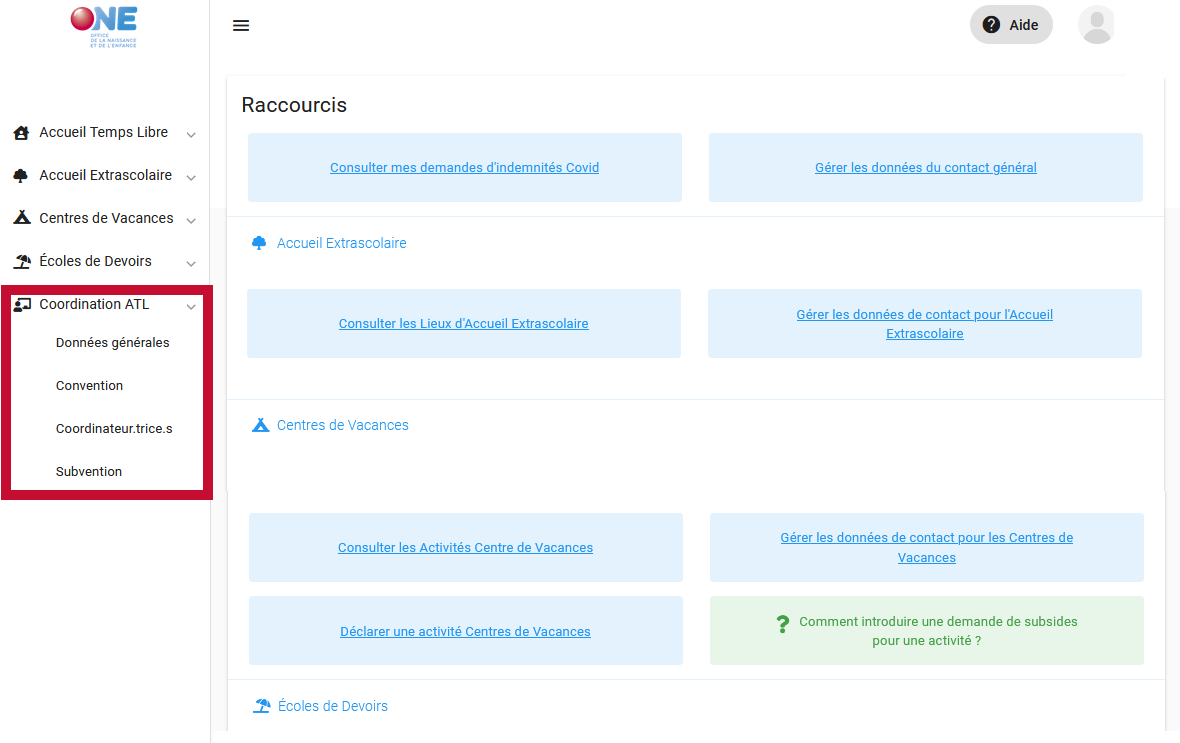 ONE
OFFICE
DE LA NAISSANCE
ET DE L'ENFANCE
Aide
Accueil Temps Libre
Accueil Extrascolaire
Centres de Vacances
Écoles de Devoirs
Coordination ATL
Données générales
Convention
Coordinateur.trice.s
Subvention
Raccourcis
Consulter mes demandes d'indemnités Covid
Gérer les données du contact général
Accueil Extrascolaire
Consulter les Lieux d'Accueil Extrascolaire
Gérer les données de contact pour l'Accueil
Extrascolaire
Centres de Vacances
Consulter les Activités Centre de Vacances
Gérer les données de contact pour les Centres de
Vacances
Déclarer une activité Centres de Vacances
? Comment introduire une demande de subsides
pour une activité ?
Écoles de Devoirs